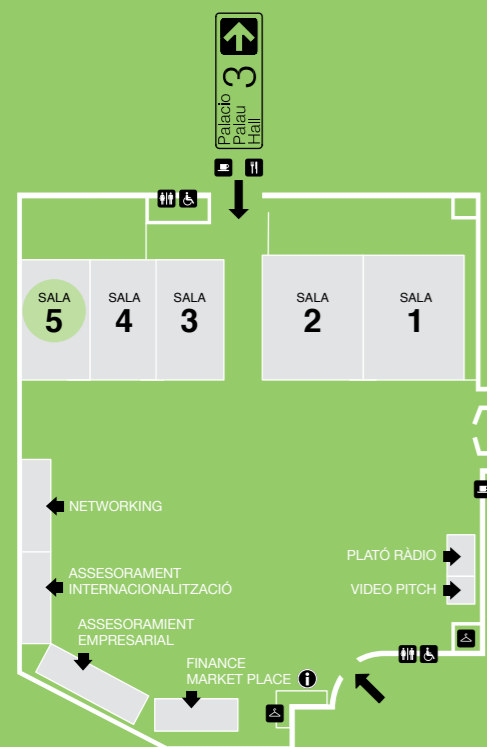 Palacio
Palau
Hall
3
SALA
5
SALA
4
SALA
3
SALA
2
SALA
1
NETWORKING
ASSESORAMENT
INTERNACIONALITZACIÓ
ASSESORAMENT
EMPRESARIAL
FINANCE
MARKET PLACE i
PLATÓ RÀDIO
VIDEO PITCH